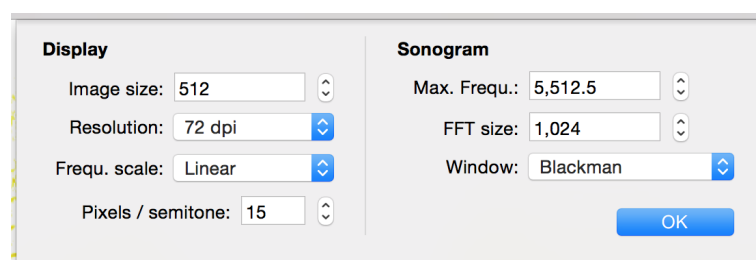 Display
Image size: 512
Resolution: 72 dpi
Frequ. scale: Linear
Pixels / semitone: 15
Sonogram
Max. Frequ.: 5,512.5
FFT size: 1,024
Window: Blackman
OK